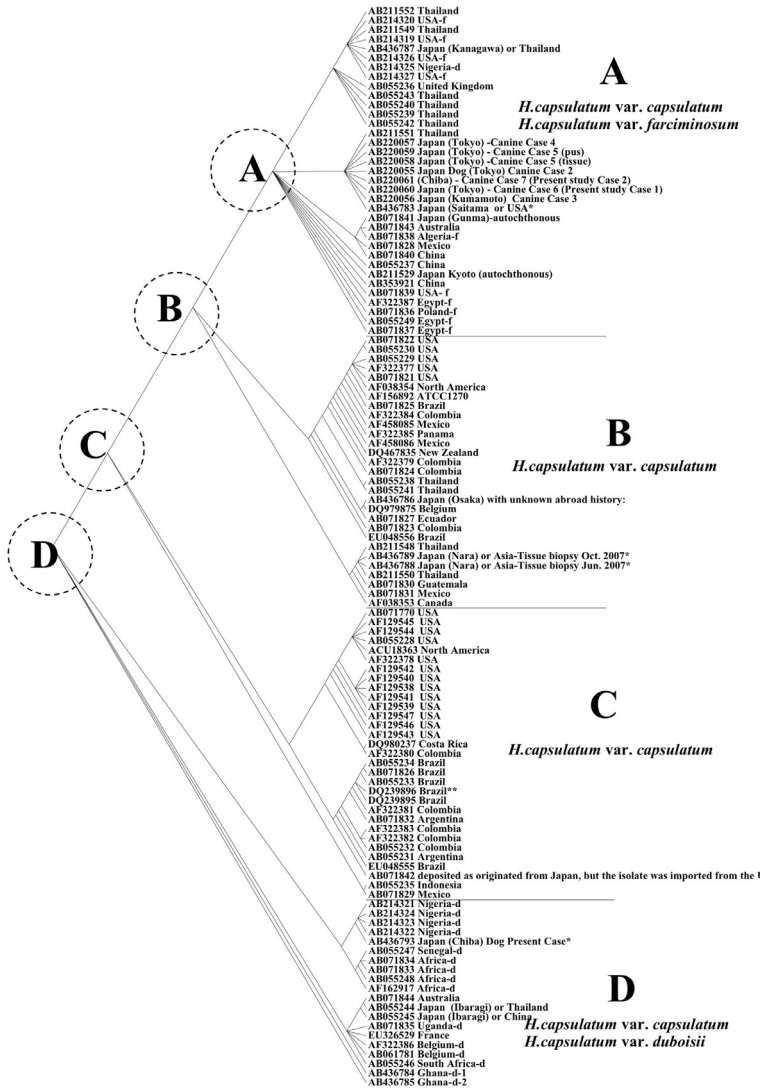 AB211552 Thailand
AB214320 USA-f
AB211549 Thailand
AB214319 USA-f
AB436787 Japan (Kanagawa) or Thailand
AB214326 USA-f
AB214325 Nigeria-d
AB214327 USA-f
AB055236 United Kingdom
AB055243 Thailand
AB055240 Thailand
AB055239 Thailand
AB055242 Thailand
AB211551 Thailand
AB220057 Japan (Tokyo) -Canine Case 4
AB220059 Japan (Tokyo) - Canine Case 5 (pus)
AB220058 Japan (Tokyo) -Canine Case 5 (tissue)
AB220055 Japan Dog (Tokyo) Canine Case 2
AB220061 (Chiba) - Canine Case 7 (Present study Case 2)
AB220060 Japan (Tokyo) - Canine Case 6 (Present study Case 1)
AB220056 Japan (Kumamoto) Canine Case 3
AB436783 Japan (Saitama or USA*
AB071841 Japan (Gunma)-autochthonous
AB071843 Australia
AB071838 Algeria-f
AB071828 Mexico
AB071840 China
AB055237 China
AB211529 Japan Kyoto (autochthonous)
AB353921 China
AB071839 USA- f
AF322387 Egypt-f
AB071836 Poland-f
AB055249 Egypt-f
AB071837 Egypt-f
A
H.capsulatum var. capsulatum
H.capsulatum var. farciminosum
A
B
C
D
AB071822 USA
AB055230 USA
AB055229 USA
AF322377 USA
AB071821 USA
AF038354 North America
AF156892 ATCC1270
AB071825 Brazil
AF322384 Colombia
AF458085 Mexico
AF322385 Panama
AF458086 Mexico
DQ467835 New Zealand
AF322379 Colombia
AB071824 Colombia
AB055238 Thailand
AB055241 Thailand
AB436786 Japan (Osaka) with unknown abroad history:
DQ979875 Belgium
AB071827 Ecuador
AB071823 Colombia
EU048556 Brazil
AB211548 Thailand
AB436789 Japan (Nara) or Asia-Tissue biopsy Oct. 2007*
AB436788 Japan (Nara) or Asia-Tissue biopsy Jun. 2007*
AB211550 Thailand
AB071830 Guatemala
AB071831 Mexico
AF038353 Canada
B
H.capsulatum var. capsulatum
AB071770 USA
AF129545 USA
AF129544 USA
AB055228 USA
ACU18363 North America
AF322378 USA
AF129542 USA
AF129540 USA
AF129538 USA
AF129541 USA
AF129539 USA
AF129547 USA
AF129546 USA
AF129543 USA
DQ980237 Costa Rica
AF322380 Colombia
AB055234 Brazil
AB071826 Brazil
AB055233 Brazil
DQ239896 Brazil**
DQ239895 Brazil
AF322381 Colombia
AB071832 Argentina
AF322383 Colombia
AF322382 Colombia
AB055232 Colombia
AB055231 Argentina
EU048555 Brazil
AB071842 deposited as originated from Japan, but the isolate was imported from the
AB055235 Indonesia
AB071829 Mexico
C
H.capsulatum var. capsulatum
AB214321 Nigeria-d
AB214324 Nigeria-d
AB214323 Nigeria-d
AB214322 Nigeria-d
AB436793 Japan (Chiba) Dog Present Case*
AB055247 Senegal-d
AB071834 Africa-d
AB071833 Africa-d
AB055248 Africa-d
AF162917 Africa-d
AB071844 Australia
AB055244 Japan (Ibaragi) or Thailand
AB055245 Japan (Ibaragi) or China
AB071835 Uganda-d
EU326529 France
AF322386 Belgium-d
AB061781 Belgium-d
AB055246 South Africa-d
AB436784 Ghana-d-1
AB436785 Ghana-d-2
D
H.capsulatum var. capsulatum
H.capsulatum var. duboisii